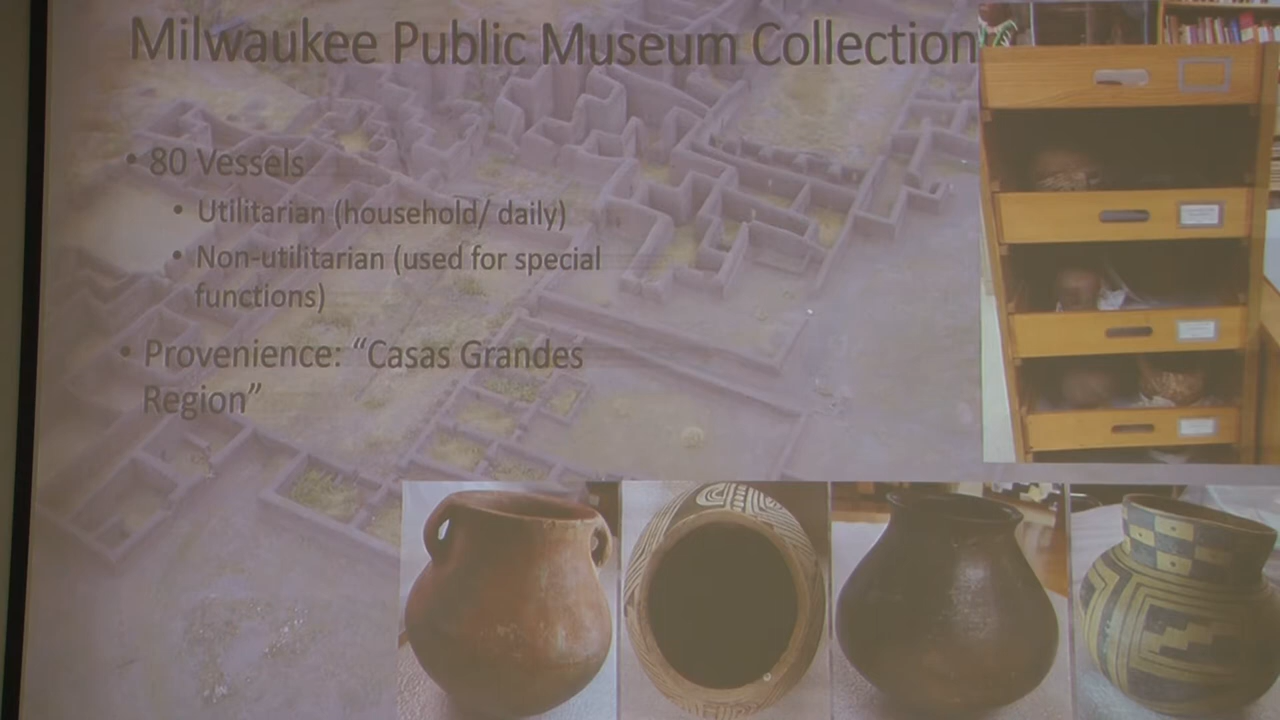 Milwaukee Public Museum Collection
• 80 Vessels
• Utilitarian (household/ daily)
• Non-utilitarian (used for special
functions)
• Provenience: “Casas Grandes
Region”